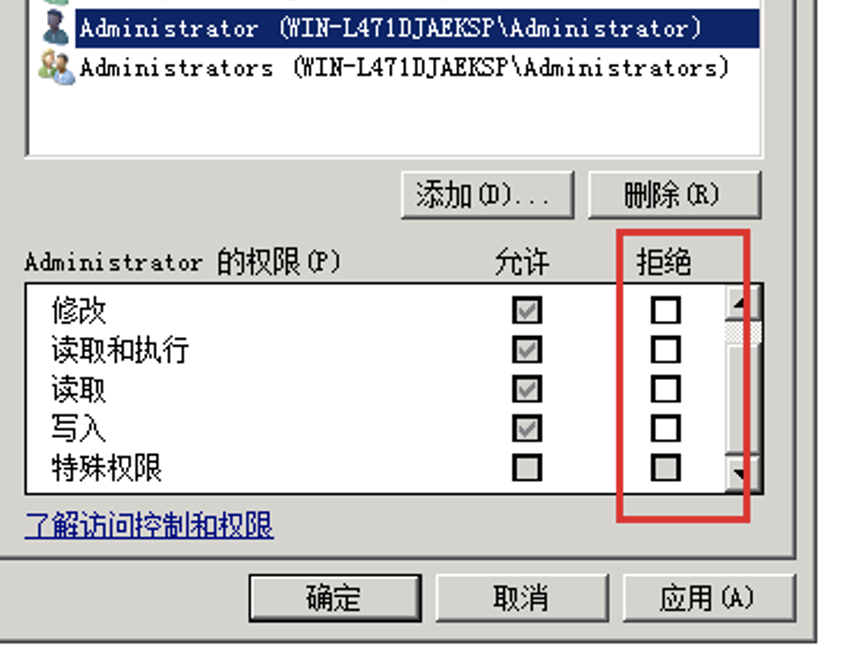 Administrator (WIN-L471DJAEKSP\Administrator)
Administrators (WIN-L471DJAEKSP\Administrators)
添加(D)... 删除(R)
Administrator 的权限(P) 允许 拒绝
修改
读取和执行
读取
写入
特殊权限
了解访问控制和权限
确定 取消 应用(A)